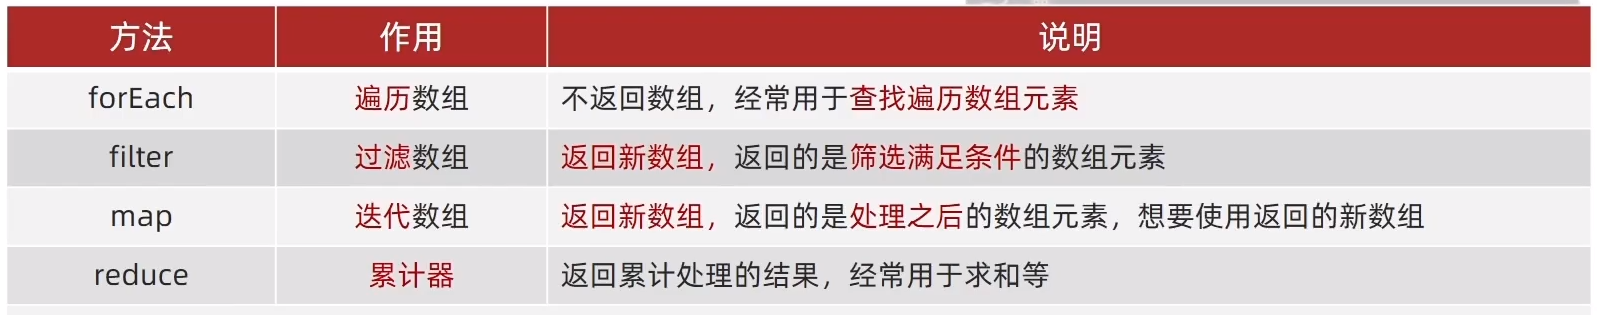 方法 作用 说明
forEach 遍历数组 不返回数组，经常用于查找遍历数组元素
filter 过滤数组 返回新数组，返回的是筛选满足条件的数组元素
map 迭代数组 返回新数组，返回的是处理之后的数组元素，想要使用返回的新数组
reduce 累计器 返回累计处理的结果，经常用于求和等